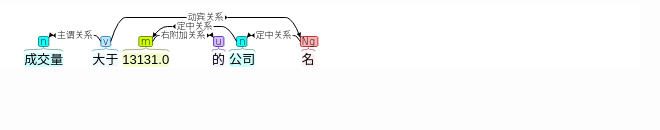 动宾关系
定中关系
主谓关系 右附加关系 定中关系
n v m u n Ng
成交量 大于 13131.0 的 公司 名